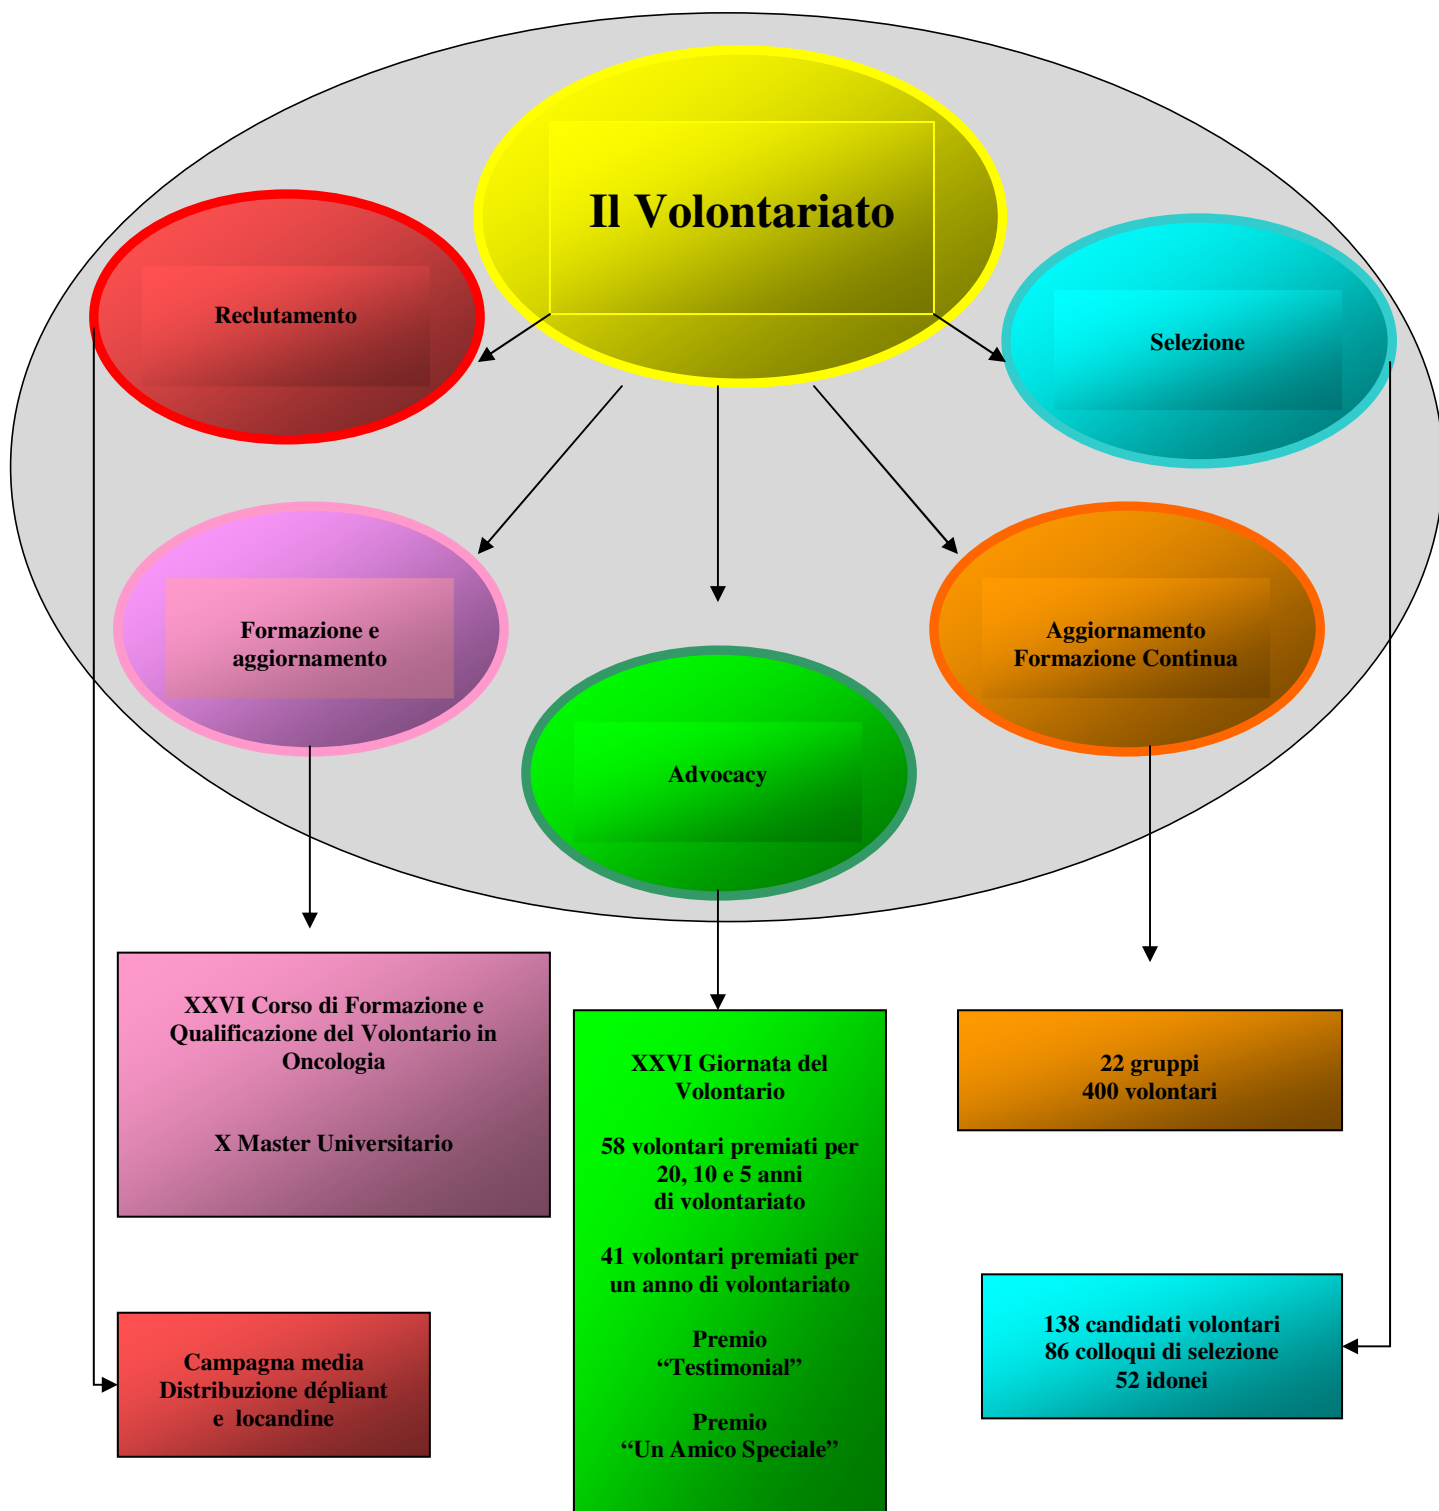 Il Volontariato
Reclutamento
Selezione
Formazione e
aggiornamento
Aggiornamento
Formazione Continua
Advocacy
XXVI Corso di Formazione e
Qualificazione del Volontario in
Oncologia
X Master Universitario
XXVI Giornata del
Volontario
58 volontari premiati per
20, 10 e 5 anni
di volontariato
41 volontari premiati per
un anno di volontariato
Premio
“Testimonial”
Premio
“Un Amico Speciale”
22 gruppi
400 volontari
138 candidati volontari
86 colloqui di selezione
52 idonei
Campagna media
Distribuzione dépliant
e locandine